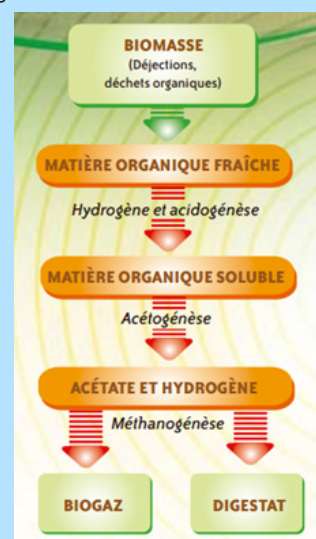 BIOMASSE
(Déjections,
déchets organiques)
MATIÈRE ORGANIQUE FRAÎCHE
Hydrogène et acidogénèse
MATIÈRE ORGANIQUE SOLUBLE
Acétogénèse
ACÉTATE ET HYDROGÈNE
Méthanogénèse
BIOGAZ
DIGESTAT